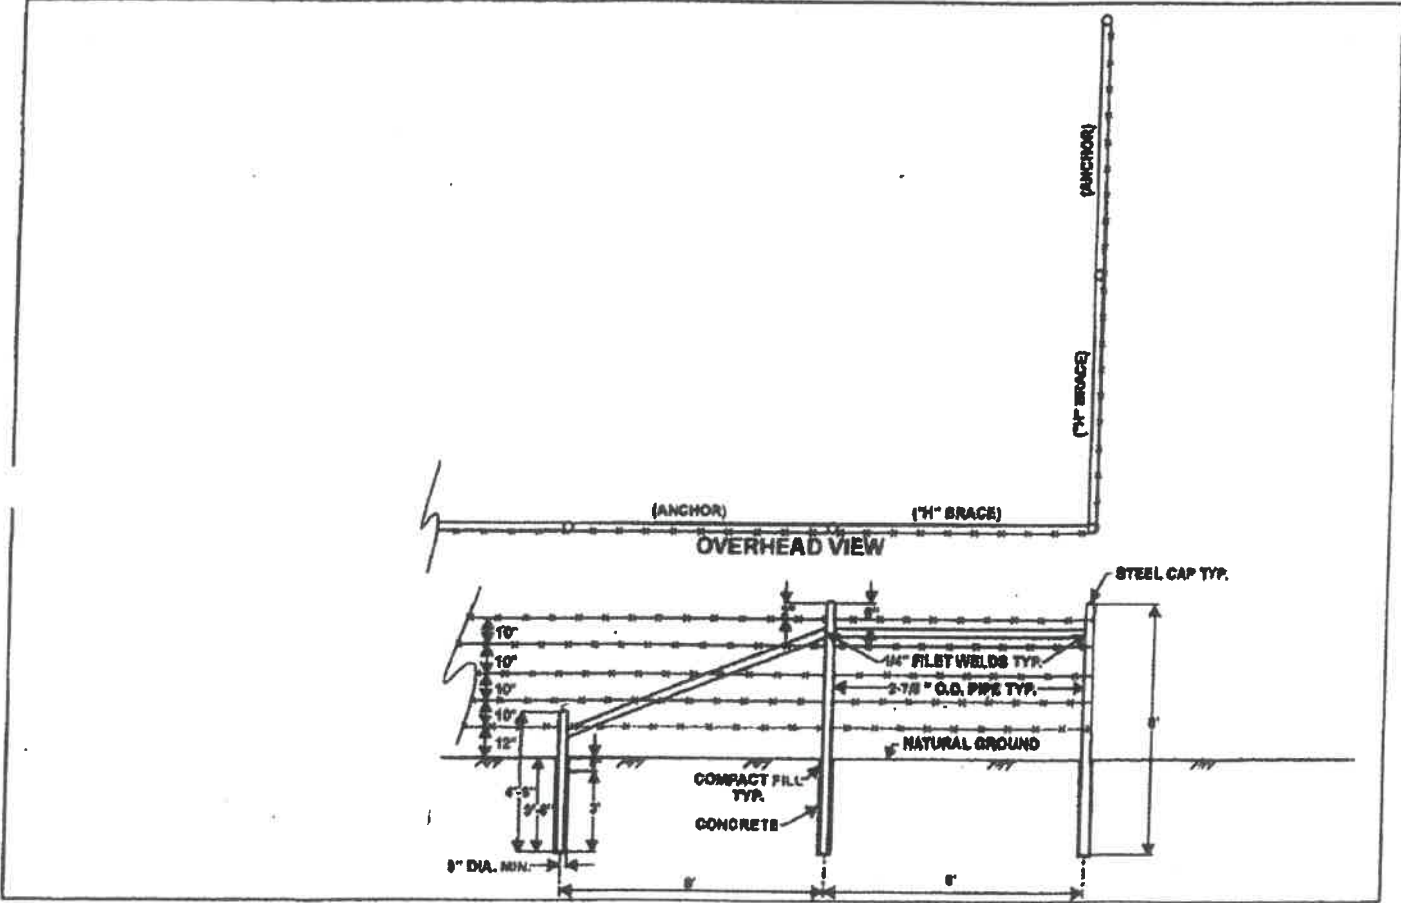 (ANCHOR)
("H" BRACE)
(ANCHOR)
("H" BRACE)
OVERHEAD VIEW
STEEL CAP TYP.
10"
10"
10"
10"
12"
1/4" FILET WELDS TYP.
2-7/8" O.D. PIPE TYP.
8'
NATURAL GROUND
COMPACT FILL
TYP.
CONCRETE
3'
DIA. MIN.
8'